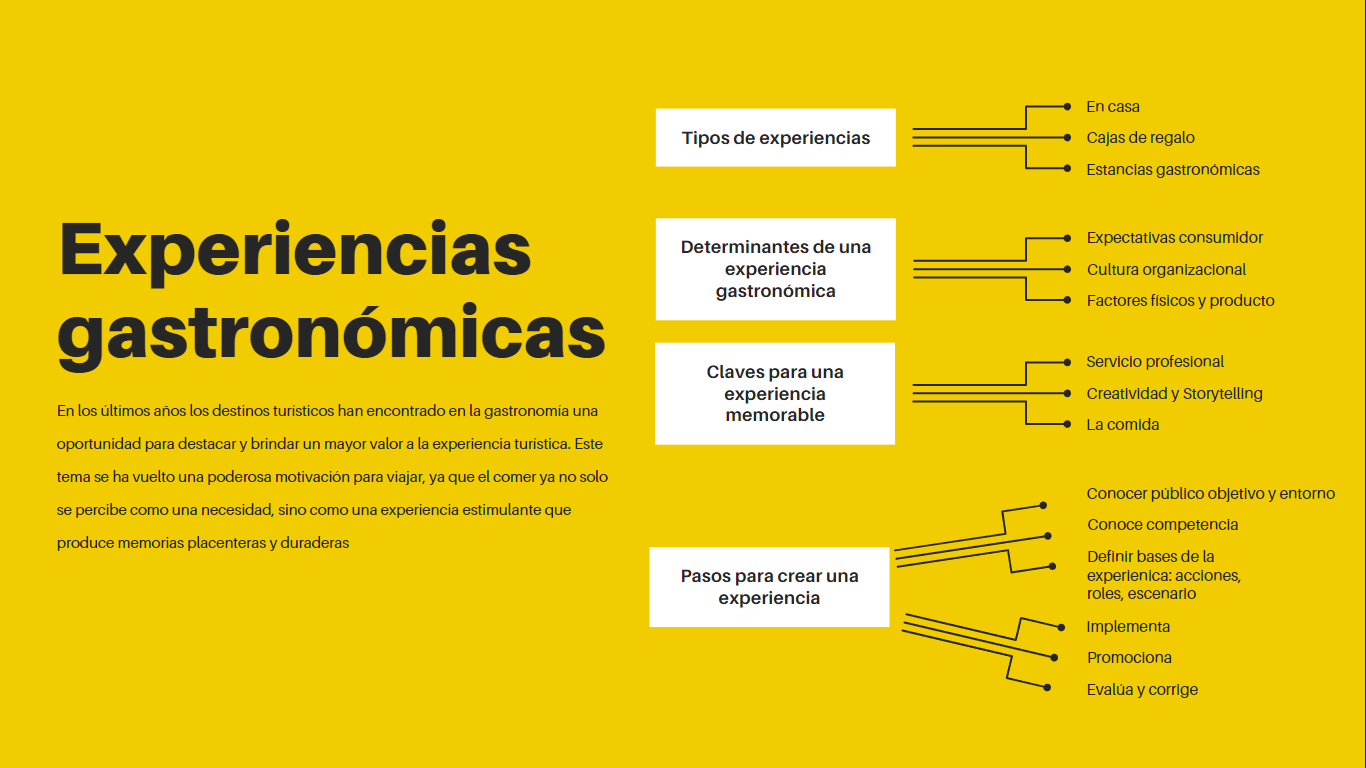 Experiencias
gastronómicas
En los últimos años los destinos turísticos han encontrado en la gastronomía una
oportunidad para destacar y brindar un mayor valor a la experiencia turística. Este
tema se ha vuelto una poderosa motivación para viajar, ya que el comer ya no solo
se percibe como una necesidad, sino como una experiencia estimulante que
produce memorias placenteras y duraderas
Tipos de experiencias
En casa
Cajas de regalo
Estancias gastronómicas
Determinantes de una
experiencia
gastronómica
Expectativas consumidor
Cultura organizacional
Factores físicos y producto
Claves para una
experiencia
memorable
Servicio profesional
Creatividad y Storytelling
La comida
Pasos para crear una
experiencia
Conocer público objetivo y entorno
Conoce competencia
Definir bases de la
experienica: acciones,
roles, escenario
Implementa
Promociona
Evalúa y corrige